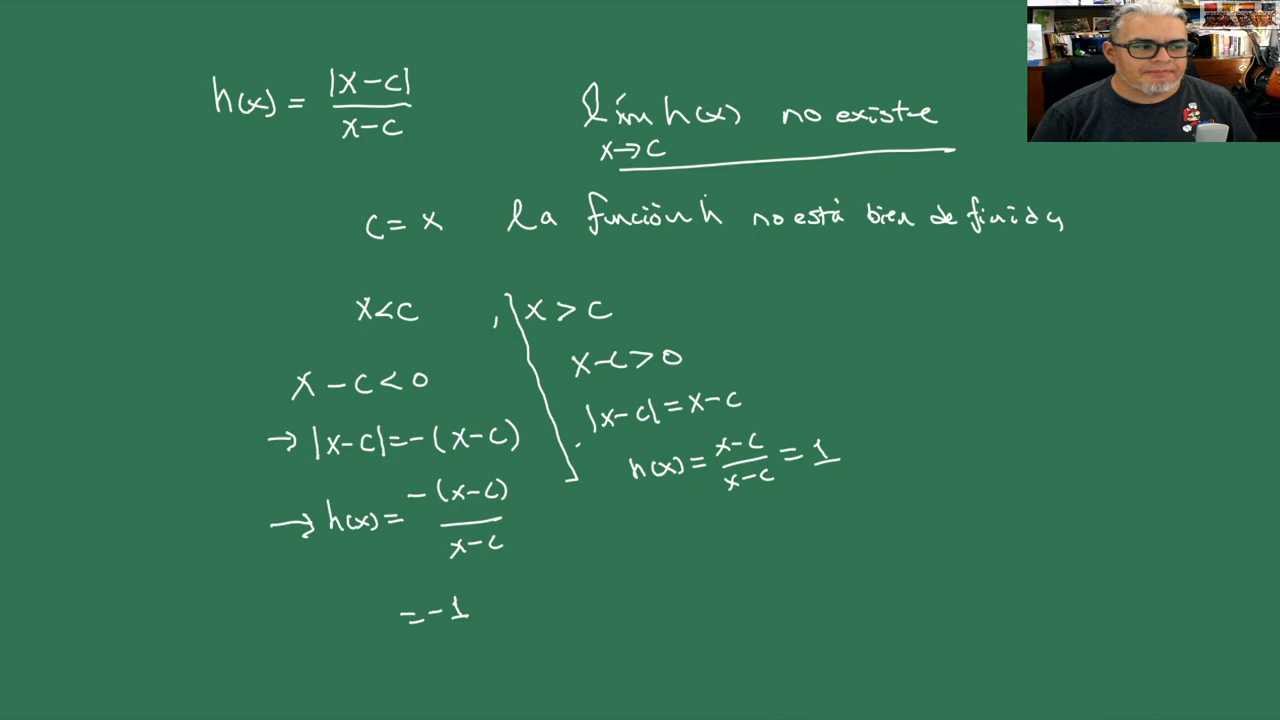 h(x) = |x-c| / x-c
lím h(x) no existe
x→c
c = x la función h no está bien definida
x<c , x > c
x - c < 0
x-c > 0
→ |x-c| = -(x-c)
|x-c| = x-c
→ h(x) = -(x-c) / x-c
h(x) = x-c / x-c = 1
= -1